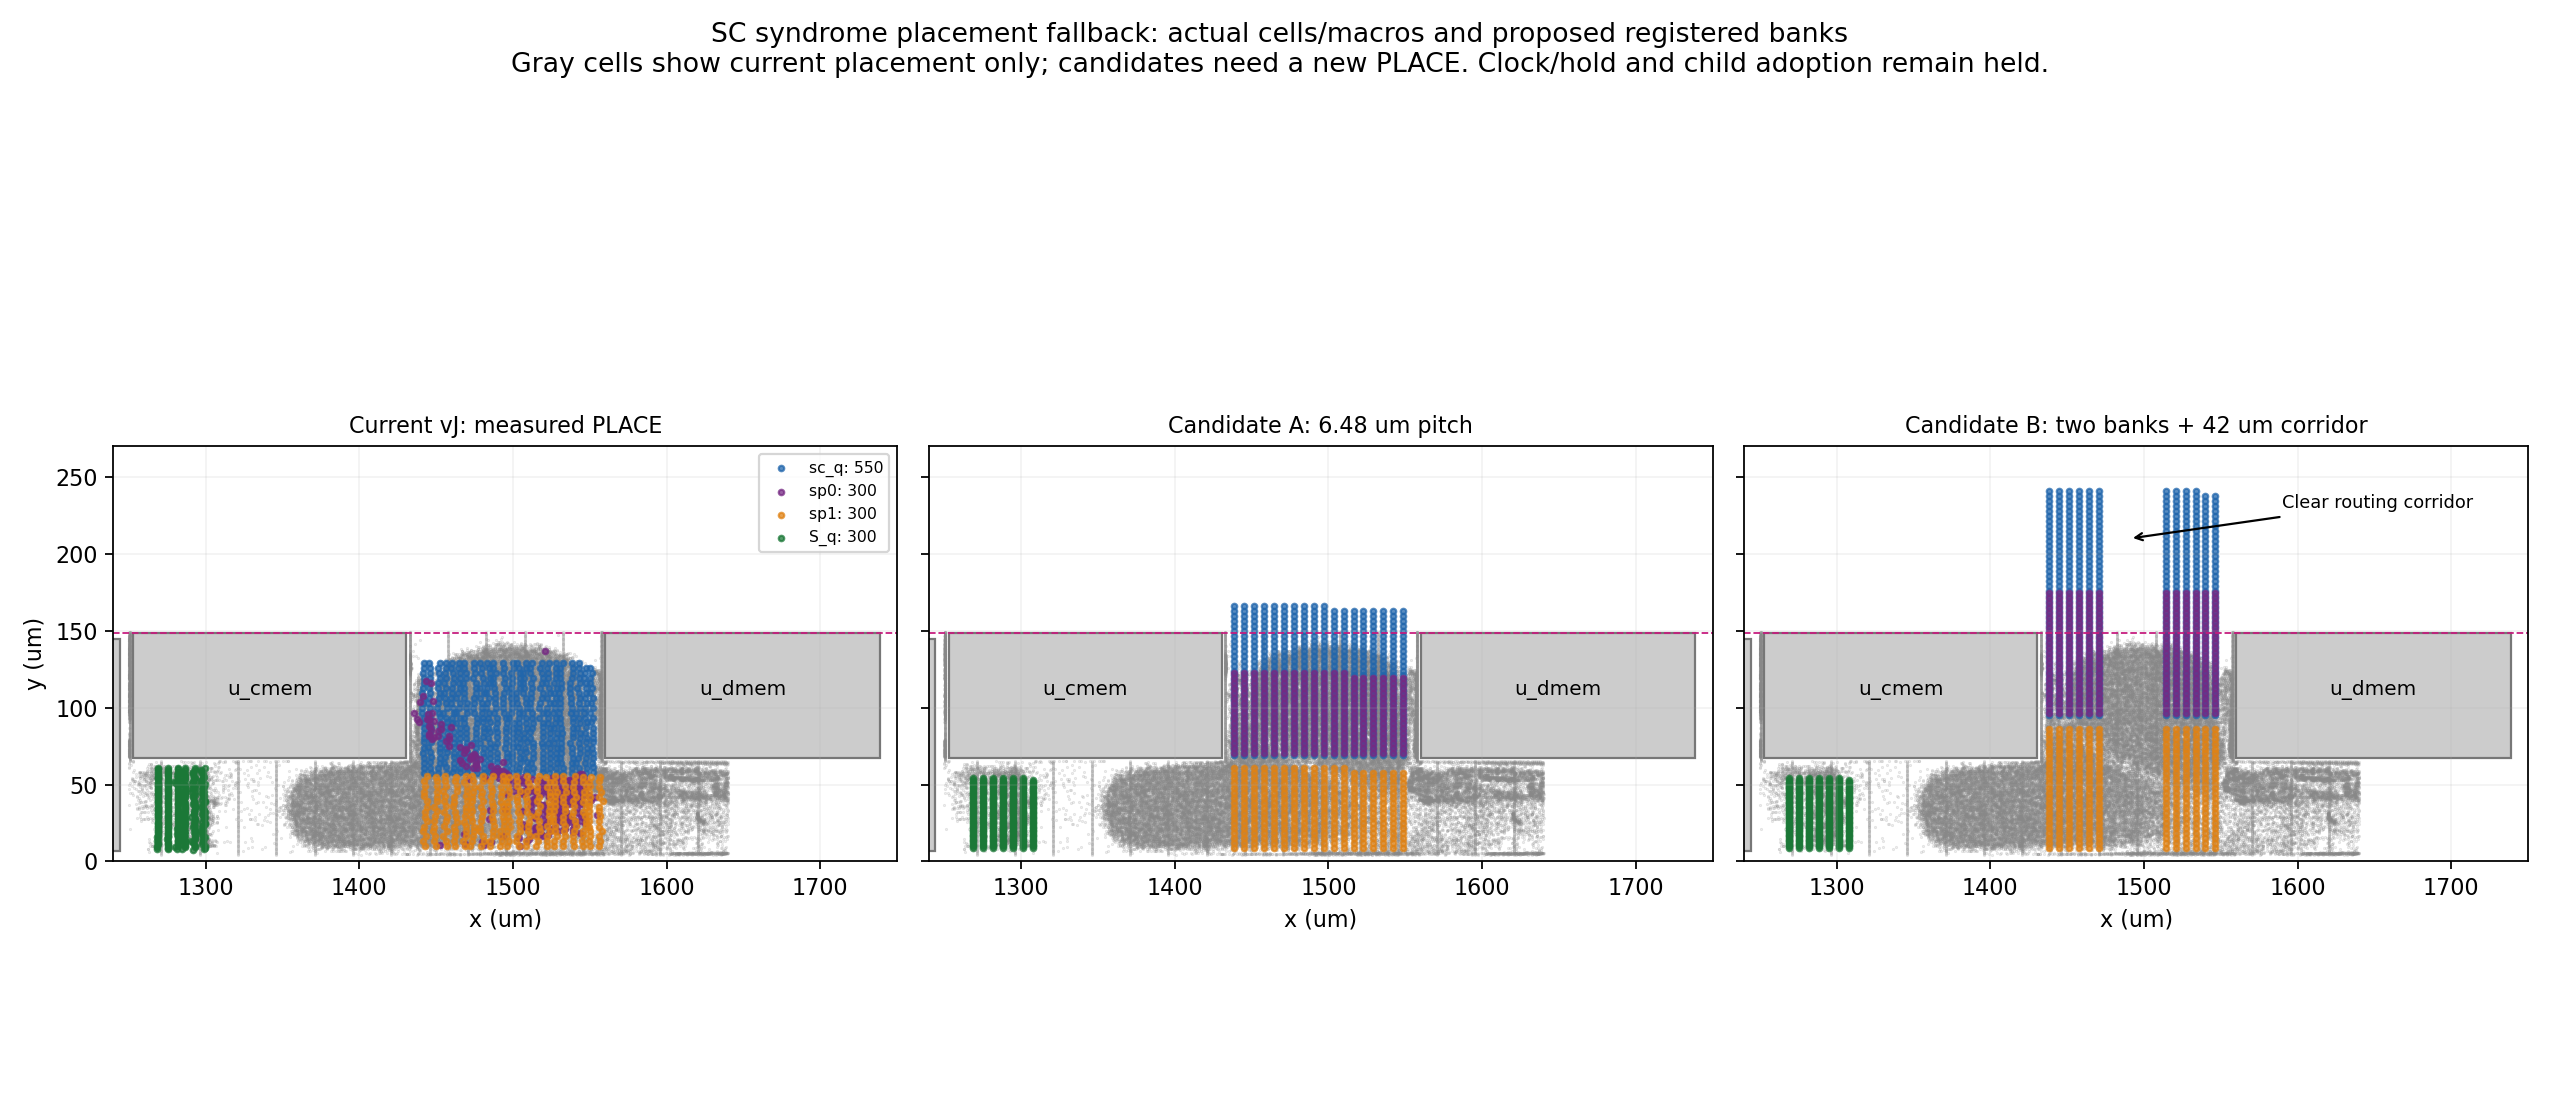 SC syndrome placement fallback: actual cells/macros and proposed registered banks
Gray cells show current placement only; candidates need a new PLACE. Clock/hold and child adoption remain held.
Current vJ: measured PLACE
Candidate A: 6.48 um pitch
Candidate B: two banks + 42 um corridor
sc_q: 550
sp0: 300
sp1: 300
S_q: 300
Clear routing corridor
u_cmem
u_dmem
u_cmem
u_dmem
u_cmem
u_dmem
y (um)
250
200
150
100
50
0
1300 1400 1500 1600 1700
1300 1400 1500 1600 1700
1300 1400 1500 1600 1700
x (um)
x (um)
x (um)